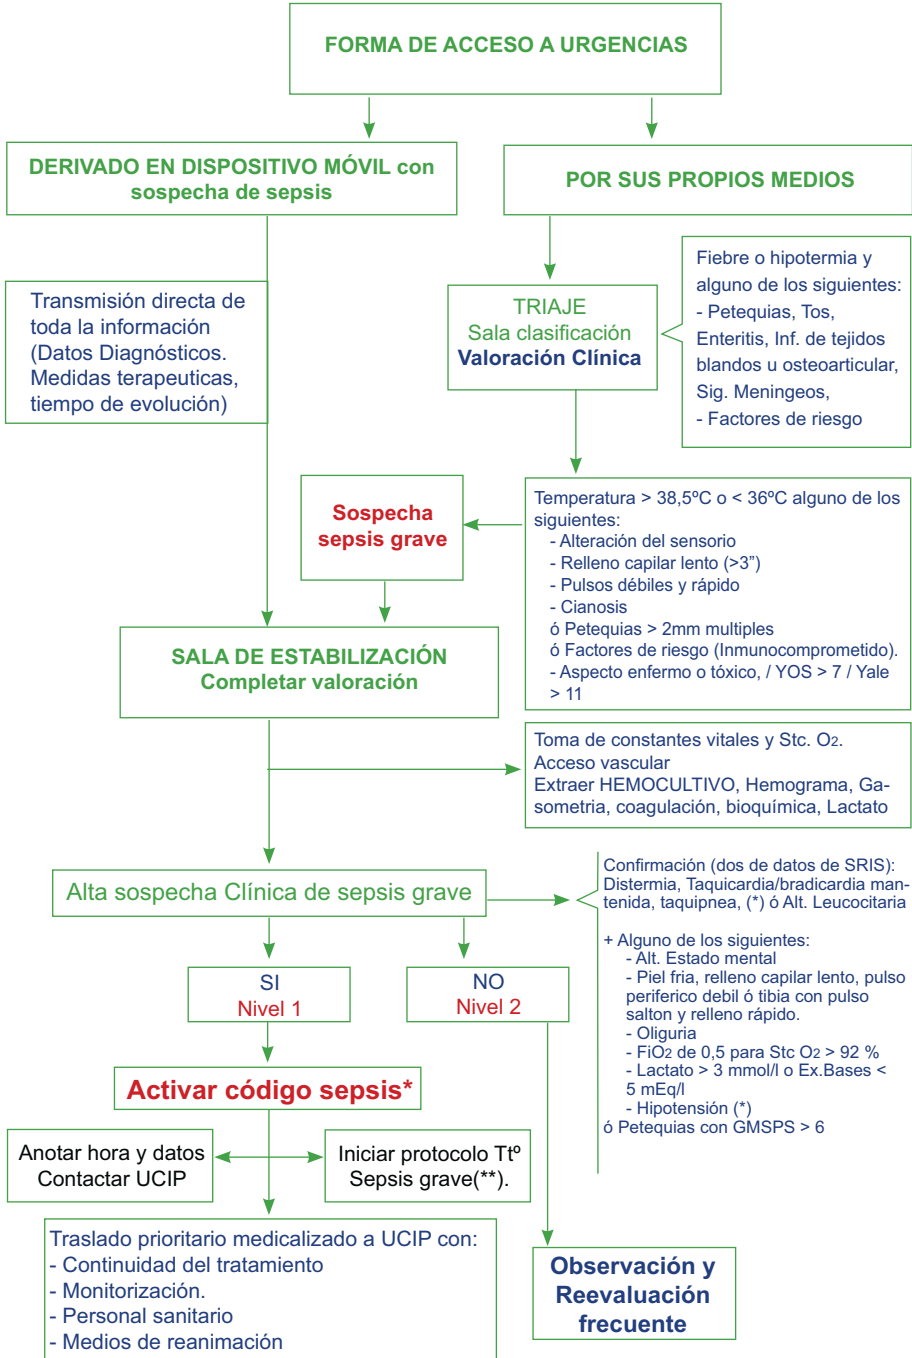 FORMA DE ACCESO A URGENCIAS
DERIVADO EN DISPOSITIVO MÓVIL con
sospecha de sepsis
POR SUS PROPIOS MEDIOS
Transmisión directa de
toda la información
(Datos Diagnósticos.
Medidas terapeuticas,
tiempo de evolución)
TRIAJE
Sala clasificación
Valoración Clínica
Fiebre o hipotermia y
alguno de los siguientes:
- Petequias, Tos,
Enteritis, Inf. de tejidos
blandos u osteoarticular,
Sig. Meningeos,
- Factores de riesgo
Sospecha
sepsis grave
Temperatura > 38,5ºC o < 36ºC alguno de los
siguientes:
- Alteración del sensorio
- Relleno capilar lento (>3”)
- Pulsos débiles y rápido
- Cianosis
ó Petequias > 2mm multiples
ó Factores de riesgo (Inmunocomprometido).
- Aspecto enfermo o tóxico, / YOS > 7 / Yale
> 11
SALA DE ESTABILIZACIÓN
Completar valoración
Toma de constantes vitales y Stc. O2.
Acceso vascular
Extraer HEMOCULTIVO, Hemograma, Ga-
sometria, coagulación, bioquímica, Lactato
Alta sospecha Clínica de sepsis grave
Confirmación (dos de datos de SRIS):
Distermia, Taquicardia/bradicardia man-
tenida, taquipnea, (*) ó Alt. Leucocitaria
+ Alguno de los siguientes:
- Alt. Estado mental
- Piel fria, relleno capilar lento, pulso
periferico debil ó tibia con pulso
salton y relleno rápido.
- Oliguria
- FiO2 de 0,5 para Stc O2 > 92 %
- Lactato > 3 mmol/l o Ex.Bases <
5 mEq/l
- Hipotensión (*)
ó Petequias con GMSPS > 6
SI
Nivel 1
NO
Nivel 2
Activar código sepsis*
Anotar hora y datos
Contactar UCIP
Iniciar protocolo Ttº
Sepsis grave(**).
Traslado prioritario medicalizado a UCIP con:
- Continuidad del tratamiento
- Monitorización.
- Personal sanitario
- Medios de reanimación
Observación y
Reevaluación
frecuente